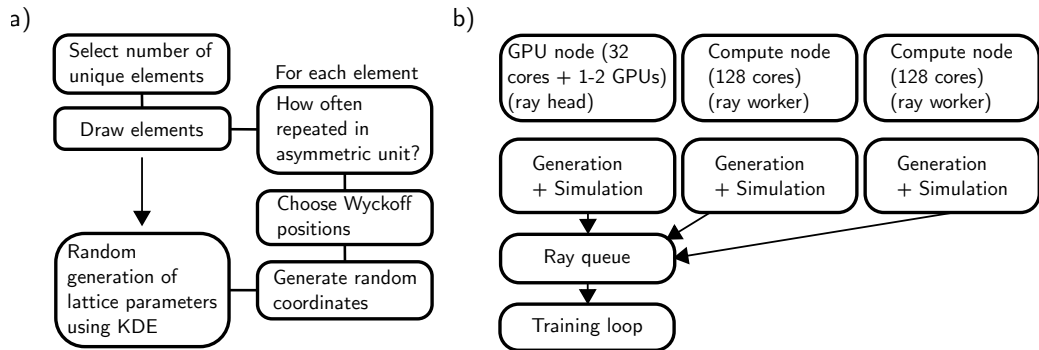 a)
Select number of
unique elements
Draw elements
For each element
How often
repeated in
asymmetric unit?
Choose Wyckoff
positions
Generate random
coordinates
Random
generation of
lattice parameters
using KDE
b)
GPU node (32
cores + 1-2 GPUs)
(ray head)
Compute node
(128 cores)
(ray worker)
Compute node
(128 cores)
(ray worker)
Generation
+ Simulation
Generation
+ Simulation
Generation
+ Simulation
Ray queue
Training loop